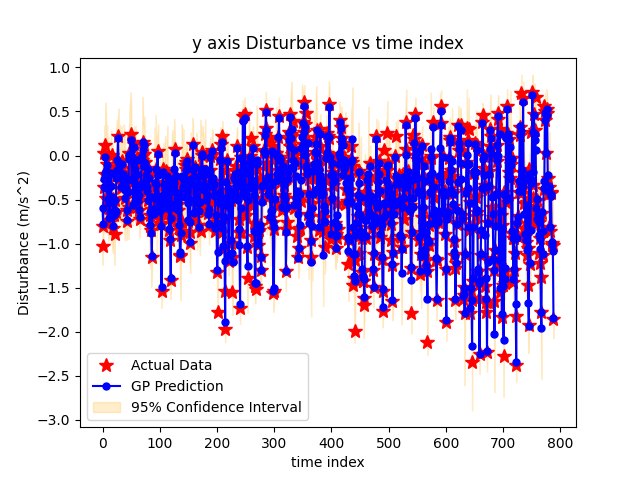 y axis Disturbance vs time index
1.0
0.5
0.0
−0.5
−1.0
−1.5
−2.0
−2.5
−3.0
Disturbance (m/s^2)
Actual Data
GP Prediction
95% Confidence Interval
0 100 200 300 400 500 600 700 800
time index